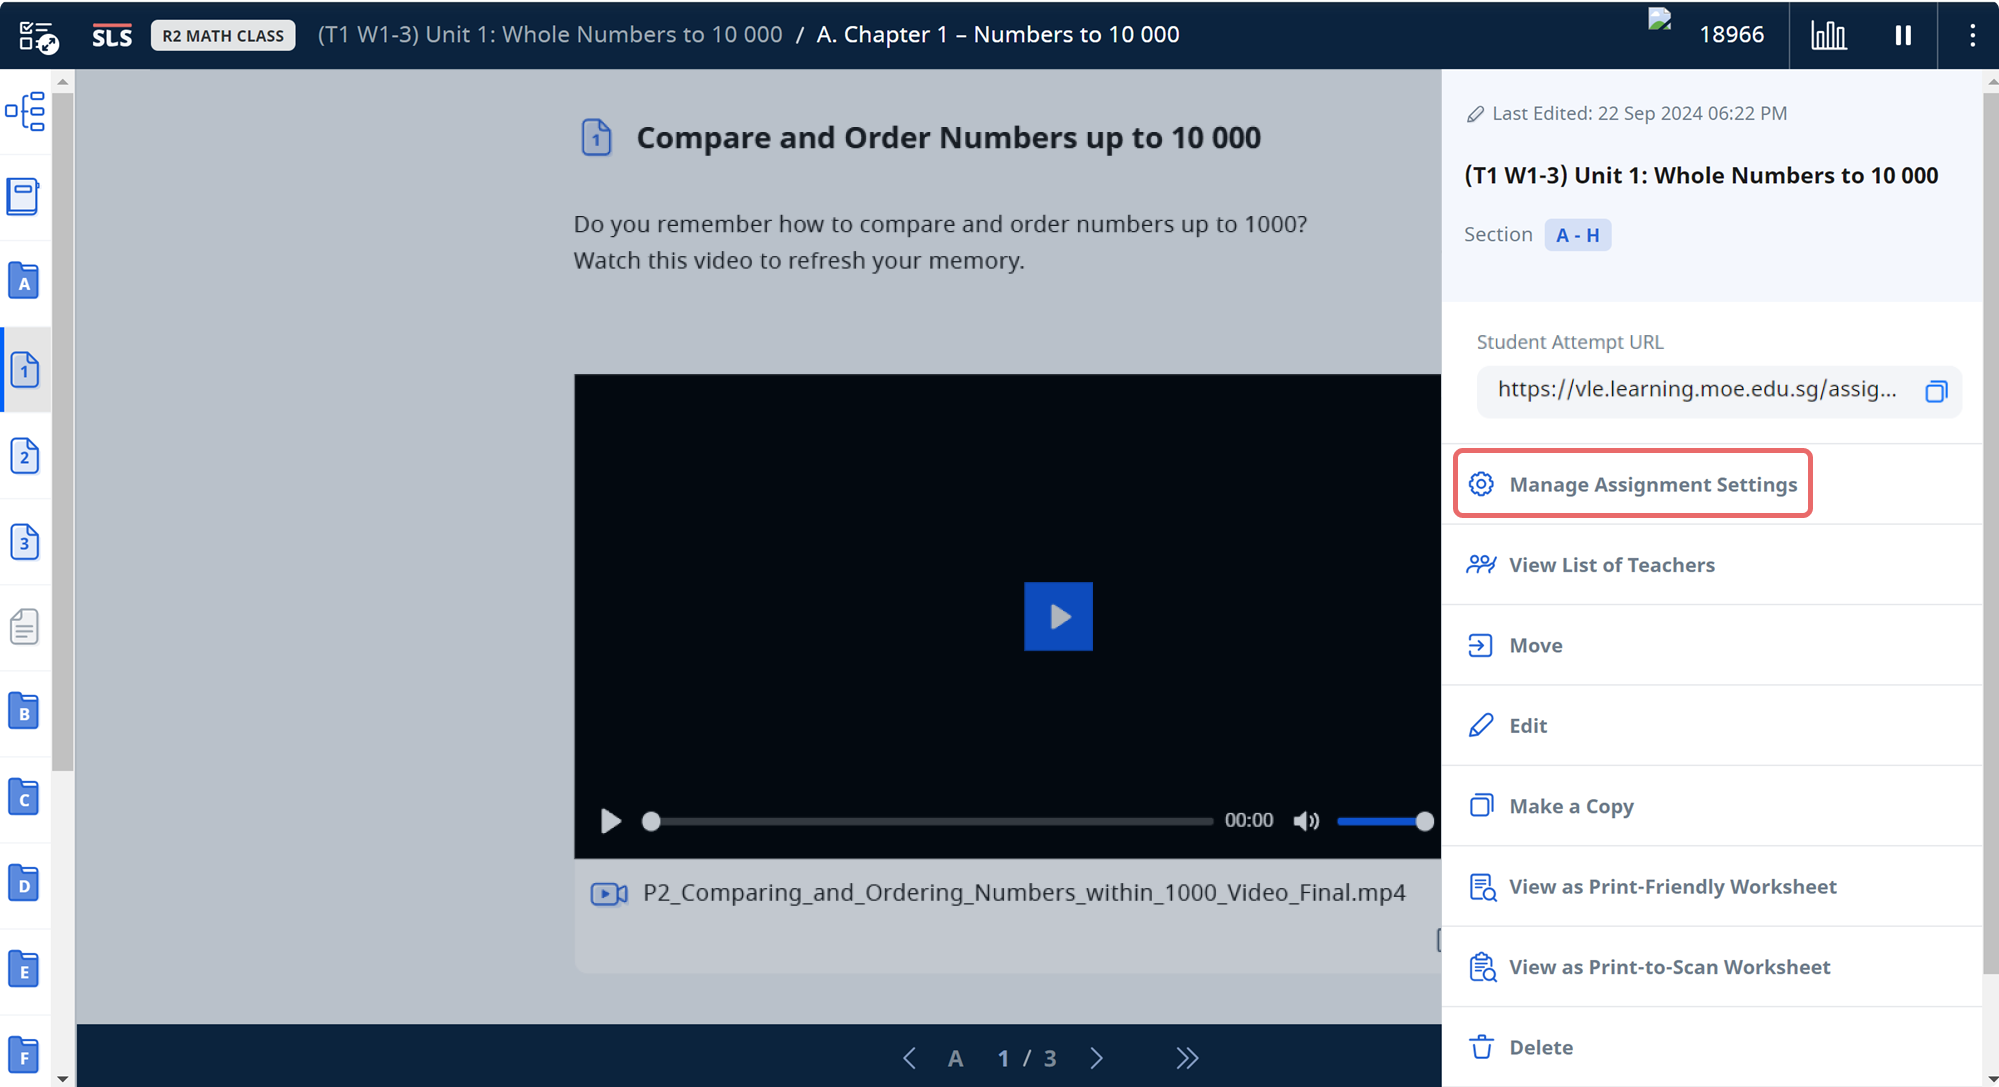 SLS
R2 MATH CLASS
(T1 W1-3) Unit 1: Whole Numbers to 10 000 / A. Chapter 1 – Numbers to 10 000
18966
A
1
2
3
B
C
D
E
F
1
Compare and Order Numbers up to 10 000
Do you remember how to compare and order numbers up to 1000?
Watch this video to refresh your memory.
00:00
P2_Comparing_and_Ordering_Numbers_within_1000_Video_Final.mp4
A 1 / 3
Last Edited: 22 Sep 2024 06:22 PM
(T1 W1-3) Unit 1: Whole Numbers to 10 000
Section A - H
Student Attempt URL
https://vle.learning.moe.edu.sg/assig...
Manage Assignment Settings
View List of Teachers
Move
Edit
Make a Copy
View as Print-Friendly Worksheet
View as Print-to-Scan Worksheet
Delete